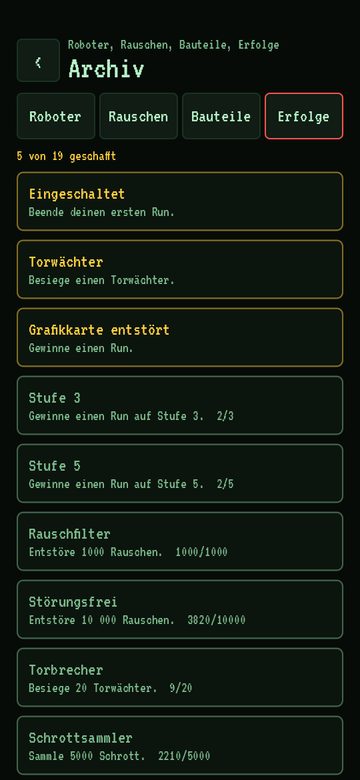 Roboter, Rauschen, Bauteile, Erfolge
Archiv
Roboter
Rauschen
Bauteile
Erfolge
5 von 19 geschafft
Eingeschaltet
Beende deinen ersten Run.
Torwächter
Besiege einen Torwächter.
Grafikkarte entstört
Gewinne einen Run.
Stufe 3
Gewinne einen Run auf Stufe 3. 2/3
Stufe 5
Gewinne einen Run auf Stufe 5. 2/5
Rauschfilter
Entstöre 1000 Rauschen. 1000/1000
Störungsfrei
Entstöre 10 000 Rauschen. 3820/10000
Torbrecher
Besiege 20 Torwächter. 9/20
Schrottsammler
Sammle 5000 Schrott. 2210/5000